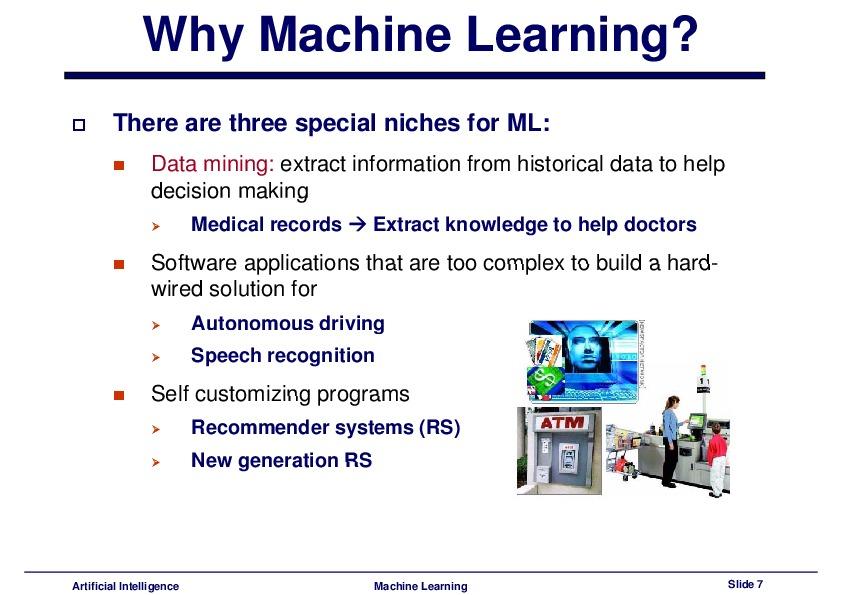 Why Machine Learning?
There are three special niches for ML:
Data mining: extract information from historical data to help
decision making
Medical records → Extract knowledge to help doctors
Software applications that are too complex to build a hard-
wired solution for
Autonomous driving
Speech recognition
Self customizing programs
Recommender systems (RS)
New generation RS
ATM
Artificial Intelligence
Machine Learning
Slide 7